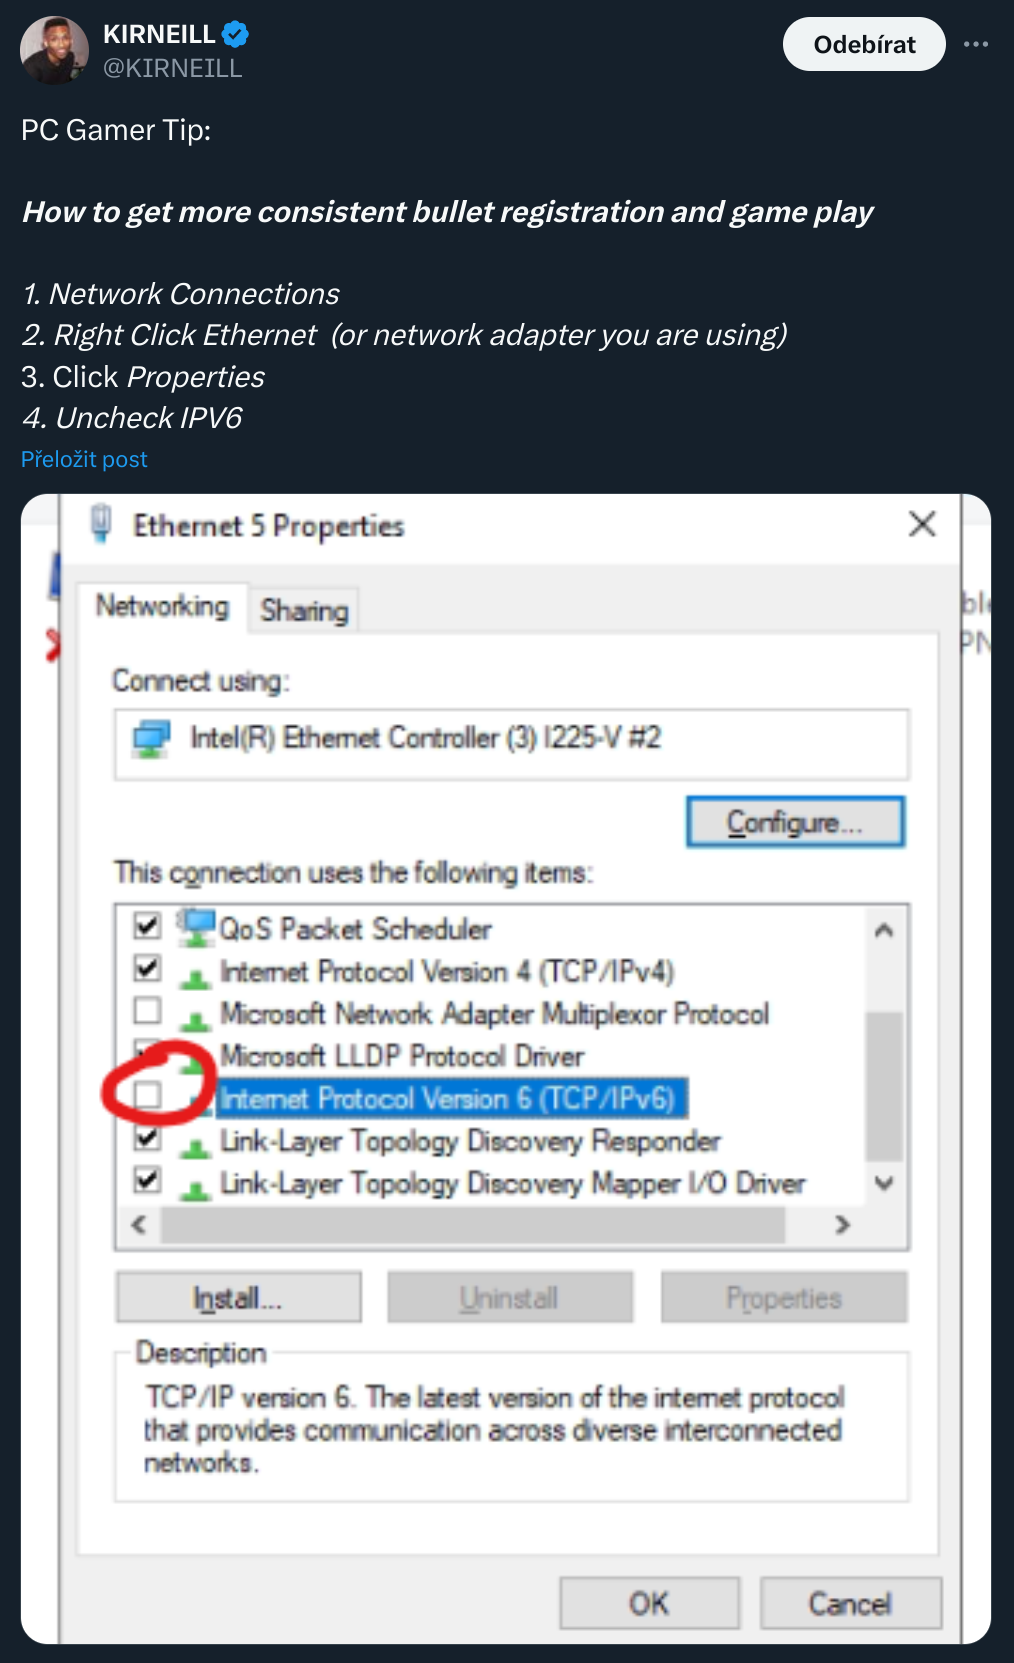 KIRNEILL
@KIRNEILL
Odebírat
PC Gamer Tip:
How to get more consistent bullet registration and game play
1. Network Connections
2. Right Click Ethernet (or network adapter you are using)
3. Click Properties
4. Uncheck IPV6
Přeložit post
Ethernet 5 Properties
Networking
Sharing
Connect using:
Intel(R) Ethernet Controller (3) I225-V #2
Configure...
This connection uses the following items:
QoS Packet Scheduler
Internet Protocol Version 4 (TCP/IPv4)
Microsoft Network Adapter Multiplexor Protocol
Microsoft LLDP Protocol Driver
Internet Protocol Version 6 (TCP/IPv6)
Link-Layer Topology Discovery Responder
Link-Layer Topology Discovery Mapper I/O Driver
Install...
Uninstall
Properties
Description
TCP/IP version 6. The latest version of the internet protocol
that provides communication across diverse interconnected
networks.
OK
Cancel